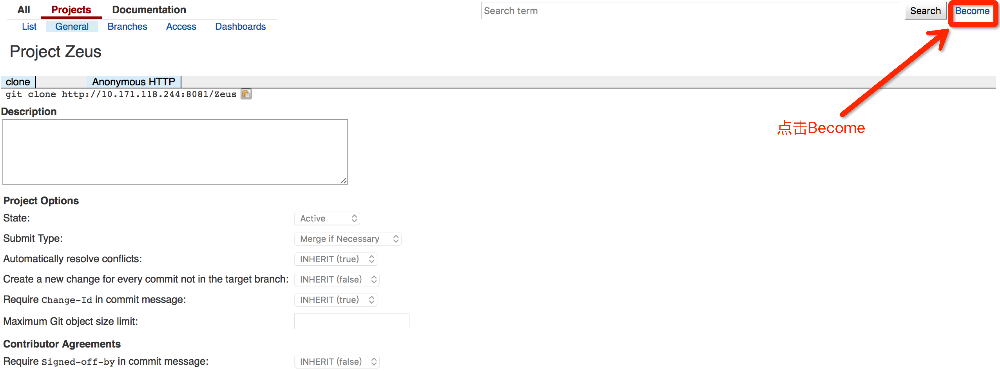 All Projects Documentation Search term Search Become
List General Branches Access Dashboards
Project Zeus
clone Anonymous HTTP
git clone http://10.171.118.244:8081/Zeus
Description
点击Become
Project Options
State: Active
Submit Type: Merge if Necessary
Automatically resolve conflicts: INHERIT (true)
Create a new change for every commit not in the target branch: INHERIT (false)
Require Change-Id in commit message: INHERIT (true)
Maximum Git object size limit:
Contributor Agreements
Require Signed-off-by in commit message: INHERIT (false)